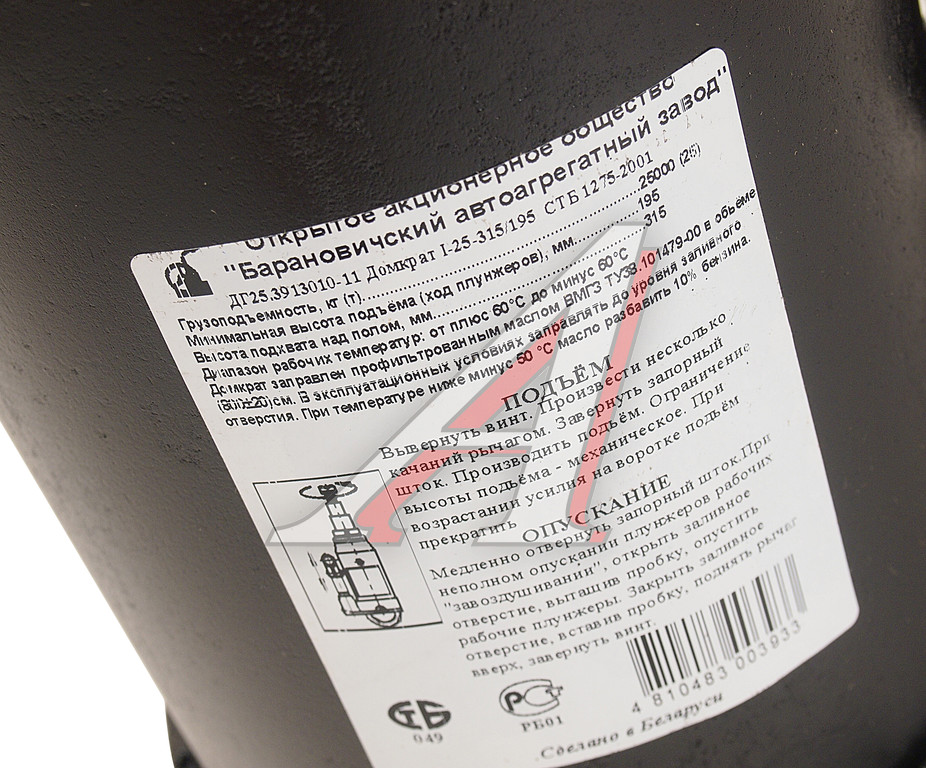 Открытое акционерное общество
"Барановичский автоагрегатный завод"
ДГ25.3913010-11 Домкрат I-25-315/195 СТБ 1275-2001
Грузоподъемность, кг (т)...............................25000 (25)
Минимальная высота подъёма (ход плунжеров), мм..........195
Высота подхвата над полом, мм..............................315
Диапазон рабочих температур: от плюс 60°С до минус 60°С
Домкрат заправлен профильтрованным маслом ВМГЗ ТУ38.101479-00 в объёме
(800±20)см. В эксплуатационных условиях заправлять до уровня заливного
отверстия. При температуре ниже минус 50 °С масло разбавить 10% бензина.
ПОДЪЁМ
Вывернуть винт. Произвести несколько
качаний рычагом. Завернуть запорный
шток. Производить подъём. Ограничение
высоты подъёма - механическое. При
возрастании усилия на воротке подъём
прекратить
ОПУСКАНИЕ
Медленно отвернуть запорный шток.При
неполном опускании плунжеров рабочих
"завоздушивании", открыть заливное
отверстие, вытащив пробку, опустить
рабочие плунжеры. Закрыть заливное
отверстие, вставив пробку, поднять рычаг
вверх, завернуть винт.
СТБ
049
РСТ
РБ01
4 810483 003933
Сделано в Беларуси